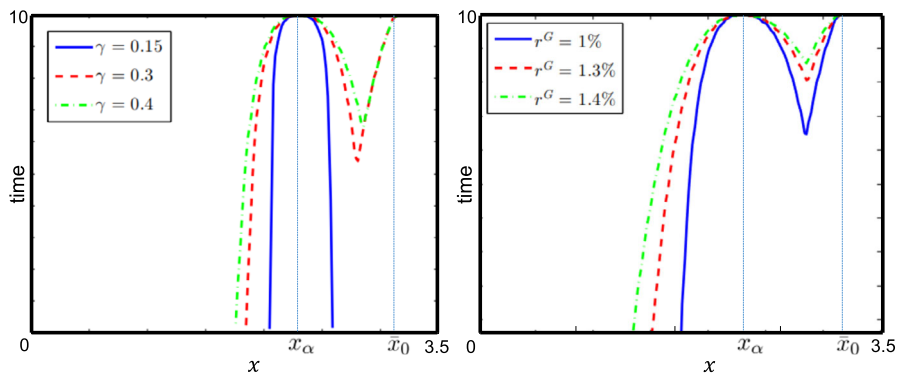 10
γ = 0.15
γ = 0.3
γ = 0.4
time
0
x_α
x̄_0
3.5
x
10
r^G = 1%
r^G = 1.3%
r^G = 1.4%
time
0
x_α
x̄_0
3.5
x